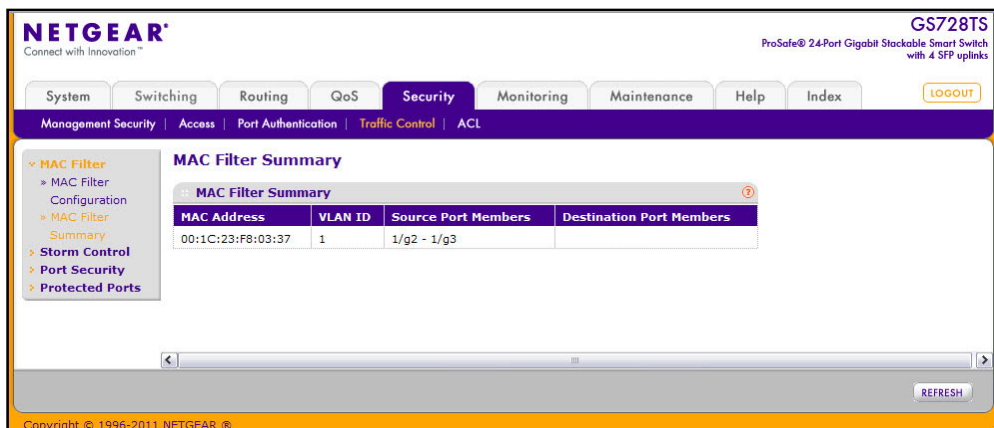 NETGEAR®
Connect with Innovation™
GS728TS
ProSafe® 24-Port Gigabit Stackable Smart Switch
with 4 SFP uplinks
System Switching Routing QoS Security Monitoring Maintenance Help Index LOGOUT
Management Security | Access | Port Authentication | Traffic Control | ACL
MAC Filter
» MAC Filter
Configuration
» MAC Filter
Summary
Storm Control
Port Security
Protected Ports
MAC Filter Summary
MAC Filter Summary ?
MAC Address VLAN ID Source Port Members Destination Port Members
00:1C:23:F8:03:37 1 1/g2 - 1/g3
REFRESH
Copyright © 1996-2011 NETGEAR ®